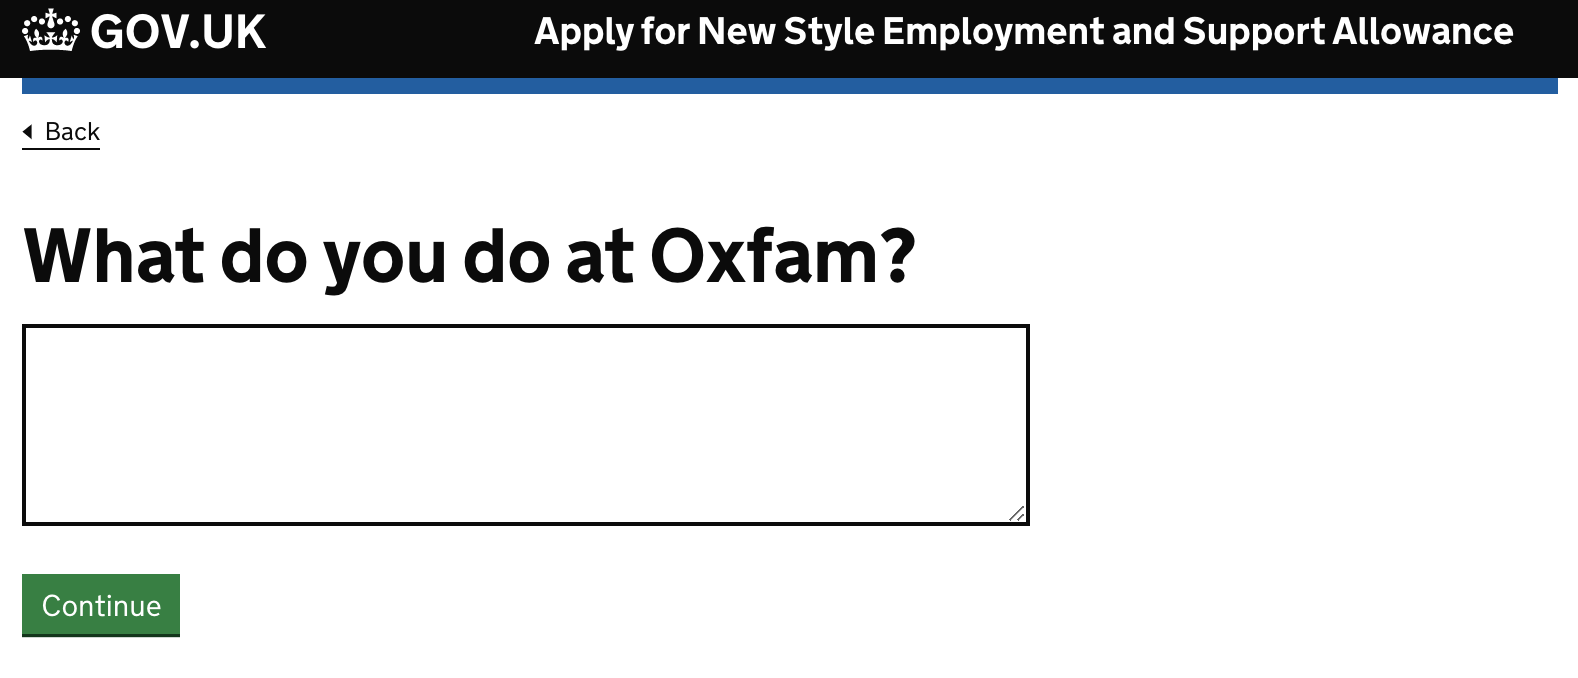 GOV.UK
Apply for New Style Employment and Support Allowance
Back
What do you do at Oxfam?
Continue